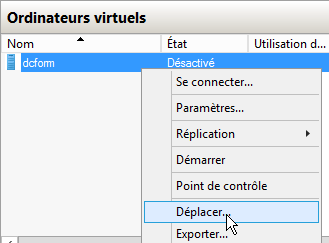 Ordinateurs virtuels
Nom État Utilisation d...
dcform Désactivé
Se connecter...
Paramètres...
Réplication
Démarrer
Point de contrôle
Déplacer...
Exporter...